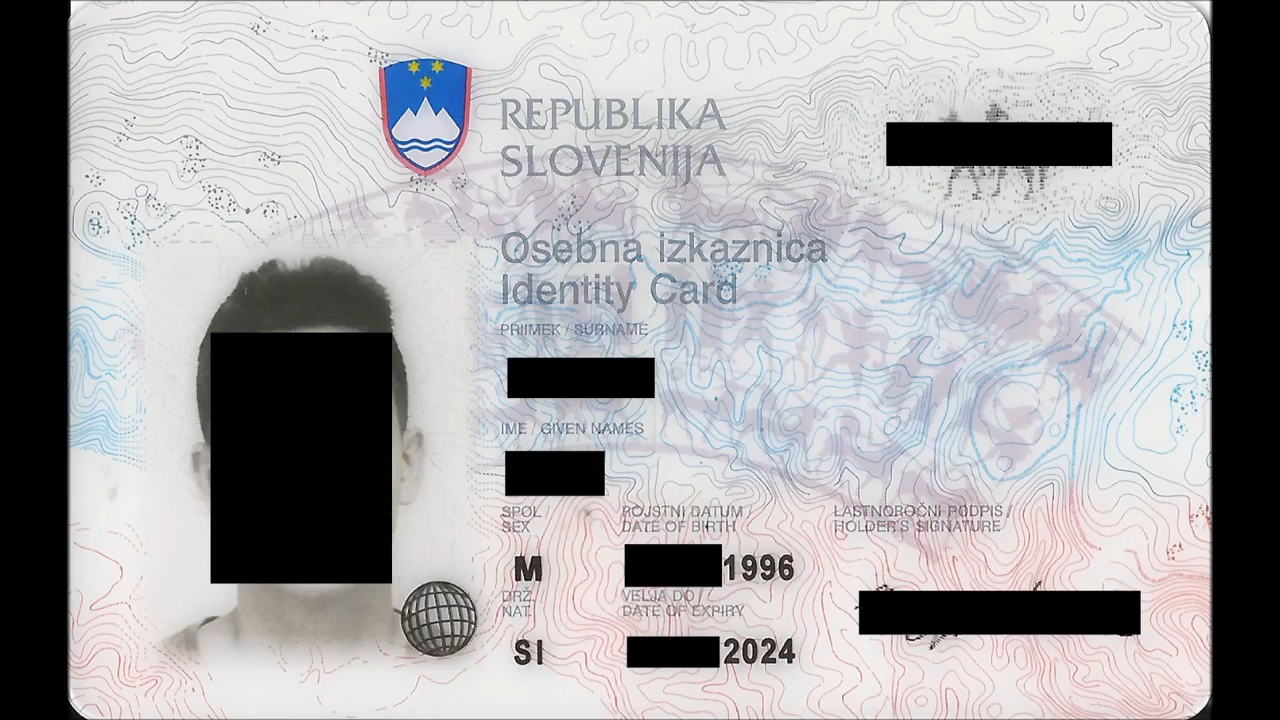 REPUBLIKA
SLOVENIJA
Osebna izkaznica
Identity Card
PRIIMEK / SURNAME
IME / GIVEN NAMES
SPOL / SEX
ROJSTNI DATUM / DATE OF BIRTH
LASTNOROČNI PODPIS / HOLDER'S SIGNATURE
M
1996
DRŽ. / NAT.
VELJA DO / DATE OF EXPIRY
SI
2024